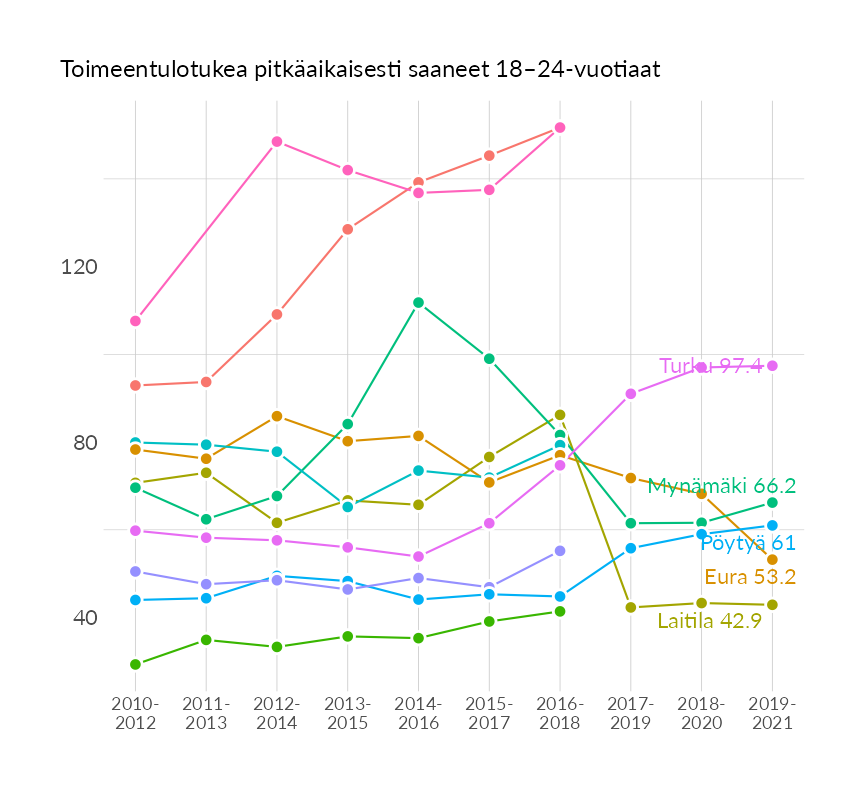 Toimeentulotukea pitkäaikaisesti saaneet 18–24-vuotiaat
120
Turku 97.4
80
Mynämäki 66.2
Pöytyä 61
Eura 53.2
40
Laitila 42.9
2010- 2011- 2012- 2013- 2014- 2015- 2016- 2017- 2018- 2019-
2012 2013 2014 2015 2016 2017 2018 2019 2020 2021